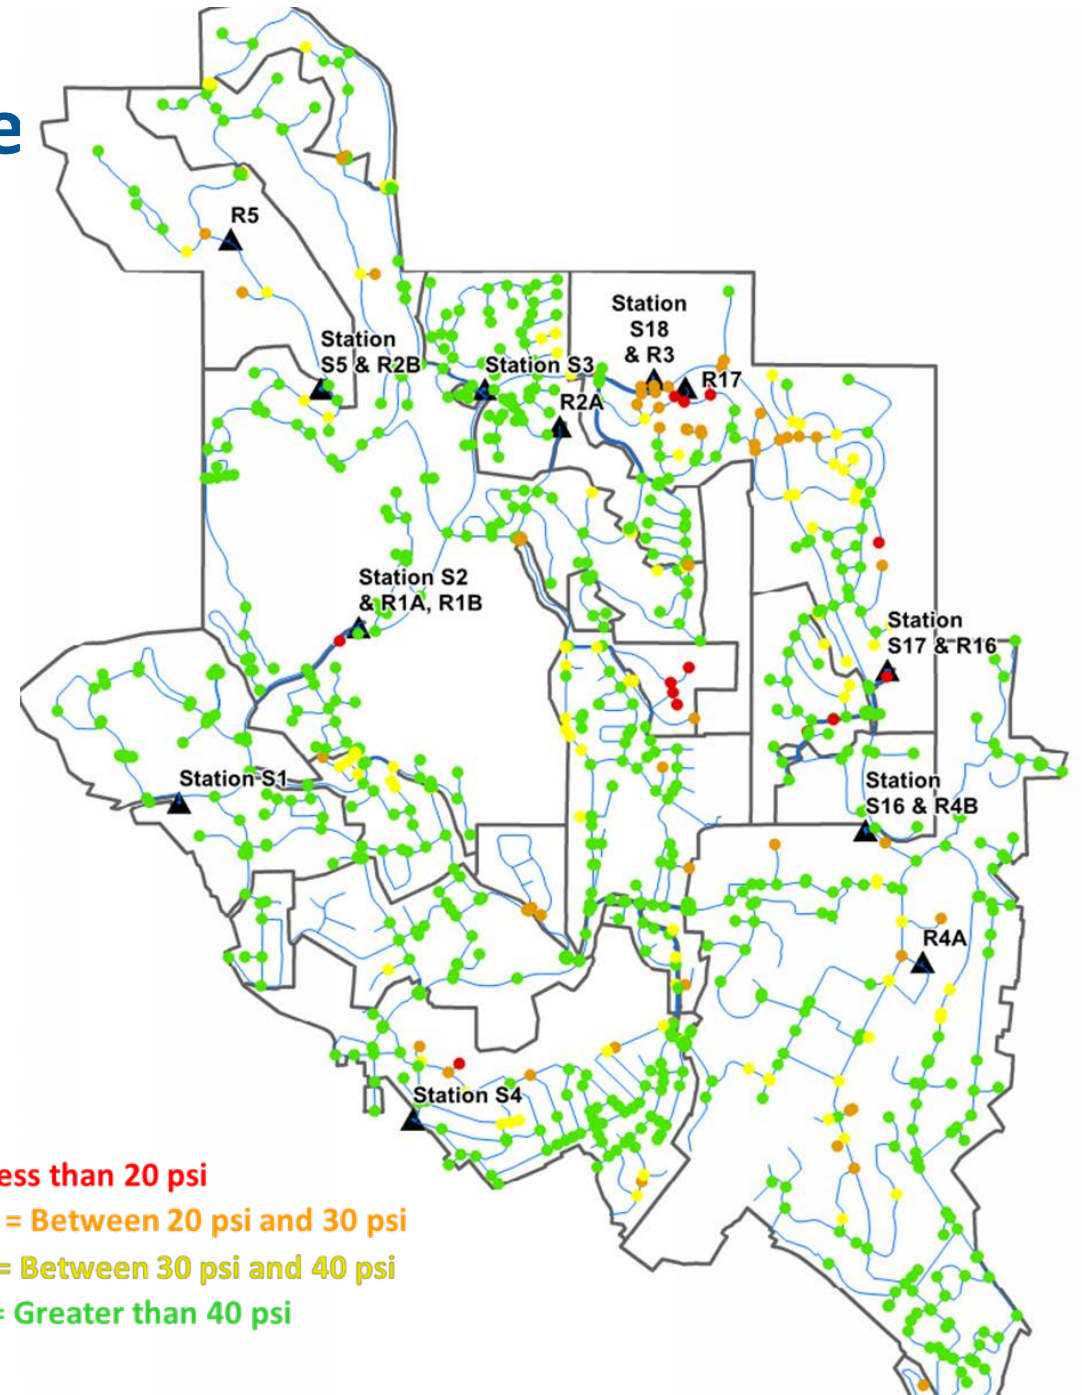 e
R5
Station
S5 & R2B
Station S3
R2A
Station
S18
& R3
R17
Station S2
& R1A, R1B
Station
S17 & R16
Station S1
Station
S16 & R4B
R4A
Station S4
ess than 20 psi
= Between 20 psi and 30 psi
= Between 30 psi and 40 psi
= Greater than 40 psi